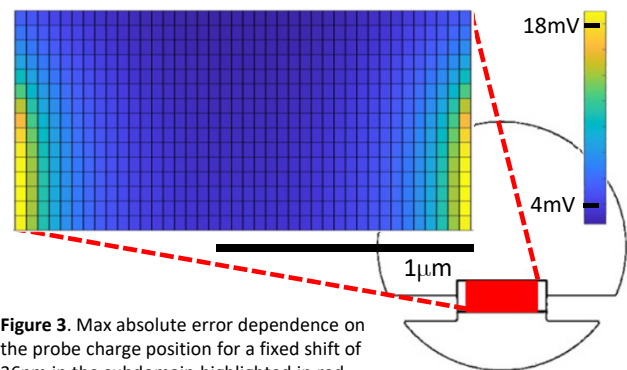 18mV
4mV
1μm
Figure 3. Max absolute error dependence on
the probe charge position for a fixed shift of
26nm in the subdomain highlighted in red